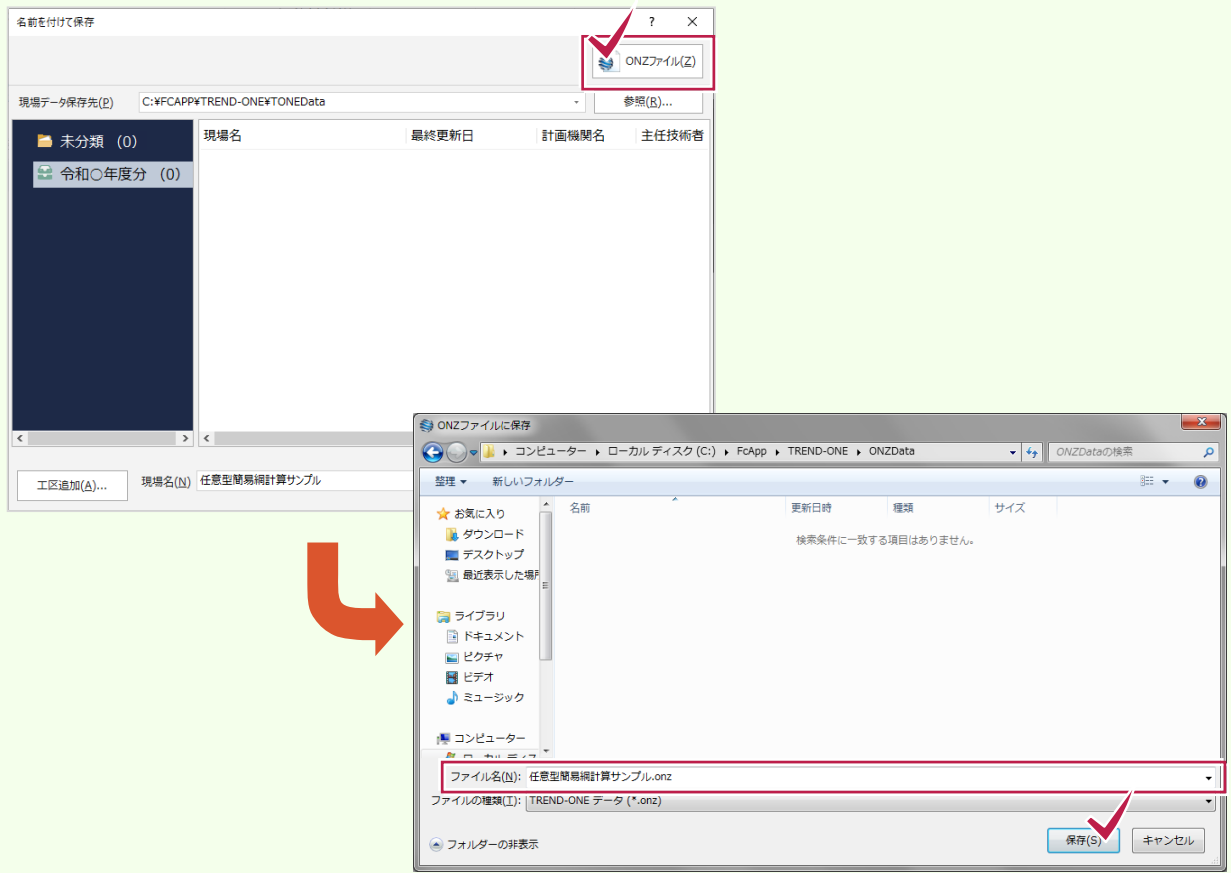 名前を付けて保存
?
ONZファイル(Z)
現場データ保存先(P) C:¥FCAPP¥TREND-ONE¥TONEData 参照(R)...
未分類 (0)
令和○年度分 (0)
現場名 最終更新日 計画機関名 主任技術者
工区追加(A)... 現場名(N) 任意型簡易網計算サンプル
ONZファイルに保存
コンピューター ローカル ディスク (C:) FcApp TREND-ONE ONZData ONZDataの検索
整理 新しいフォルダー
お気に入り
ダウンロード
デスクトップ
最近表示した場所
ライブラリ
ドキュメント
ピクチャ
ビデオ
ミュージック
コンピューター
名前 更新日時 種類 サイズ
検索条件に一致する項目はありません。
ファイル名(N): 任意型簡易網計算サンプル.onz
ファイルの種類(T): TREND-ONE データ (*.onz)
フォルダーの非表示 保存(S) キャンセル